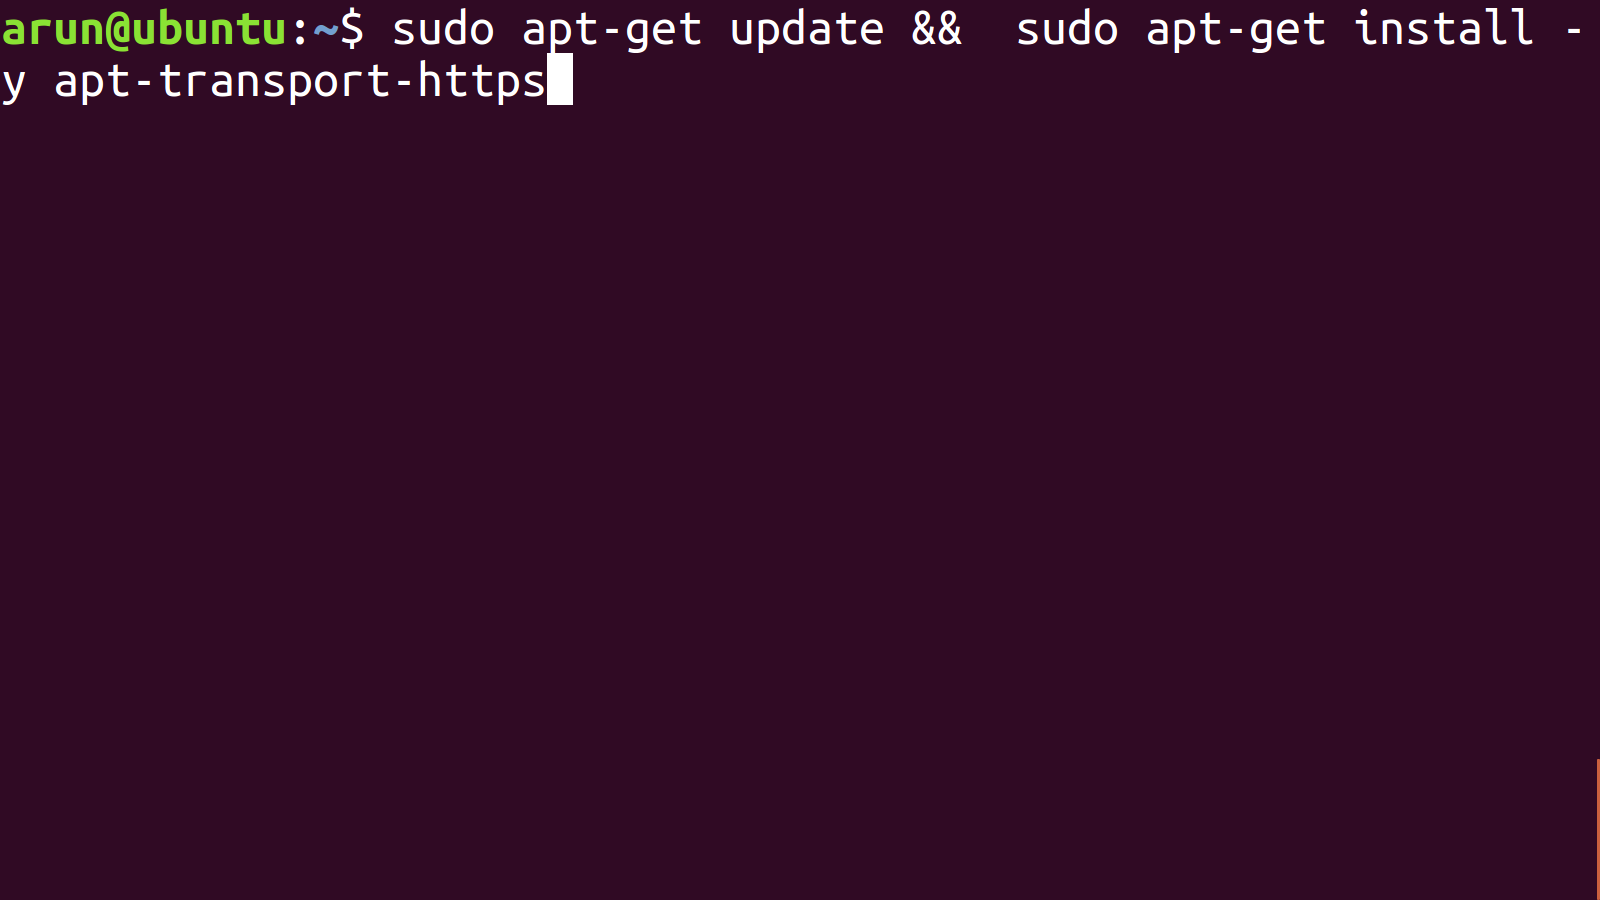 arun@ubuntu:~$ sudo apt-get update &&  sudo apt-get install -
y apt-transport-https